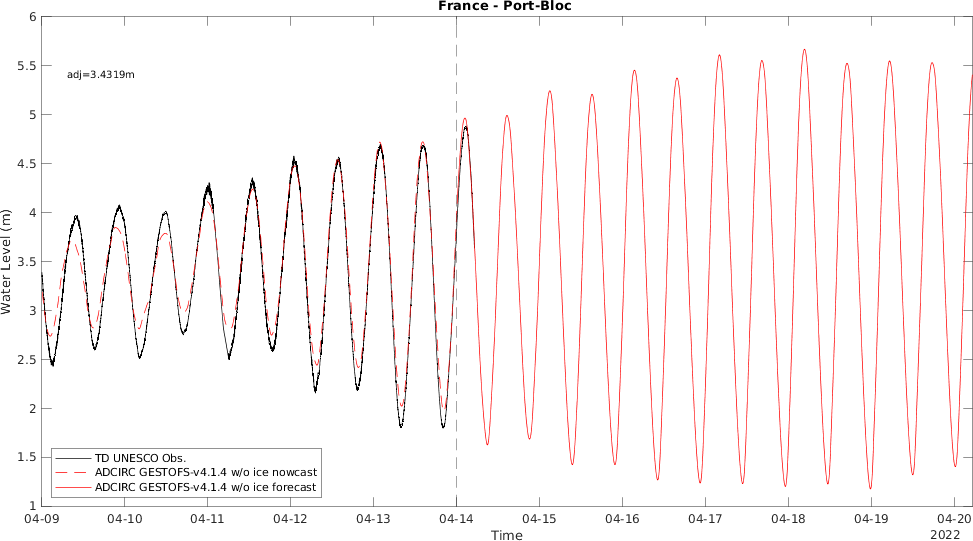 France - Port-Bloc
6
5.5
5
4.5
4
3.5
3
2.5
2
1.5
1
Water Level (m)
adj=3.4319m
TD UNESCO Obs.
ADCIRC GESTOFS-v4.1.4 w/o ice nowcast
ADCIRC GESTOFS-v4.1.4 w/o ice forecast
04-09 04-10 04-11 04-12 04-13 04-14 04-15 04-16 04-17 04-18 04-19 04-20
Time
2022